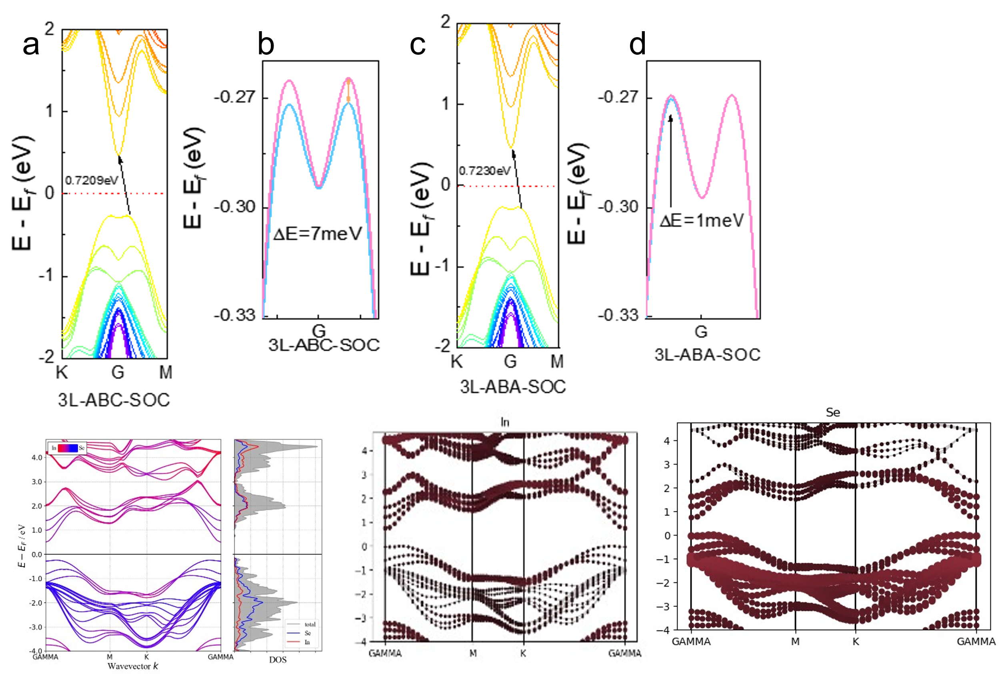 a
b
c
d
2
1
0
-1
-2
E - Ef (eV)
0.7209eV
K G M
3L-ABC-SOC
-0.27
-0.30
-0.33
E - Ef (eV)
ΔE=7meV
G
3L-ABC-SOC
2
1
0
-1
-2
E - Ef (eV)
0.7230eV
K G M
3L-ABA-SOC
-0.27
-0.30
-0.33
E - Ef (eV)
ΔE=1meV
G
3L-ABA-SOC
In Se
4.0
3.0
2.0
1.0
0.0
-1.0
-2.0
-3.0
-4.0
E − EF / eV
GAMMA M K GAMMA
Wavevector k
total
Se
In
DOS
In
4
3
2
1
0
−1
−2
−3
−4
GAMMA M K GAMMA
Se
4
3
2
1
0
−1
−2
−3
−4
GAMMA M K GAMMA